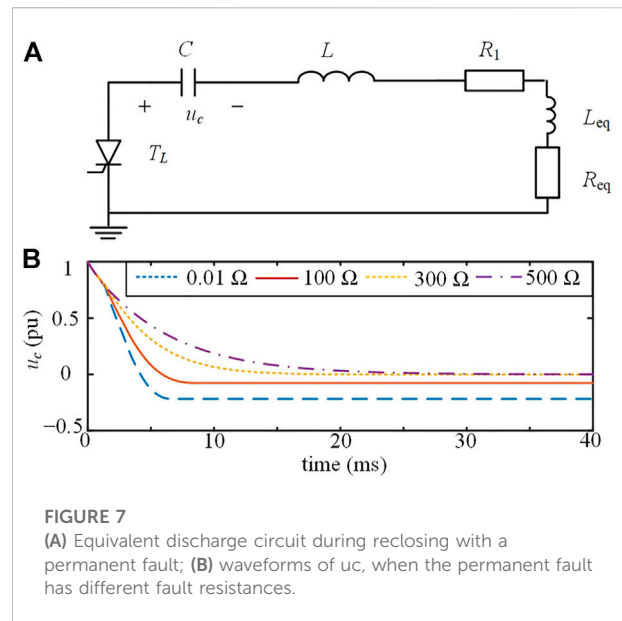 A
C
L
R1
+
uc
−
TL
Leq
Req
B
0.01 Ω 100 Ω 300 Ω 500 Ω
1
0.5
0
−0.5
uc (pu)
0 10 20 30 40
time (ms)
FIGURE 7
(A) Equivalent discharge circuit during reclosing with a
permanent fault; (B) waveforms of uc, when the permanent fault
has different fault resistances.